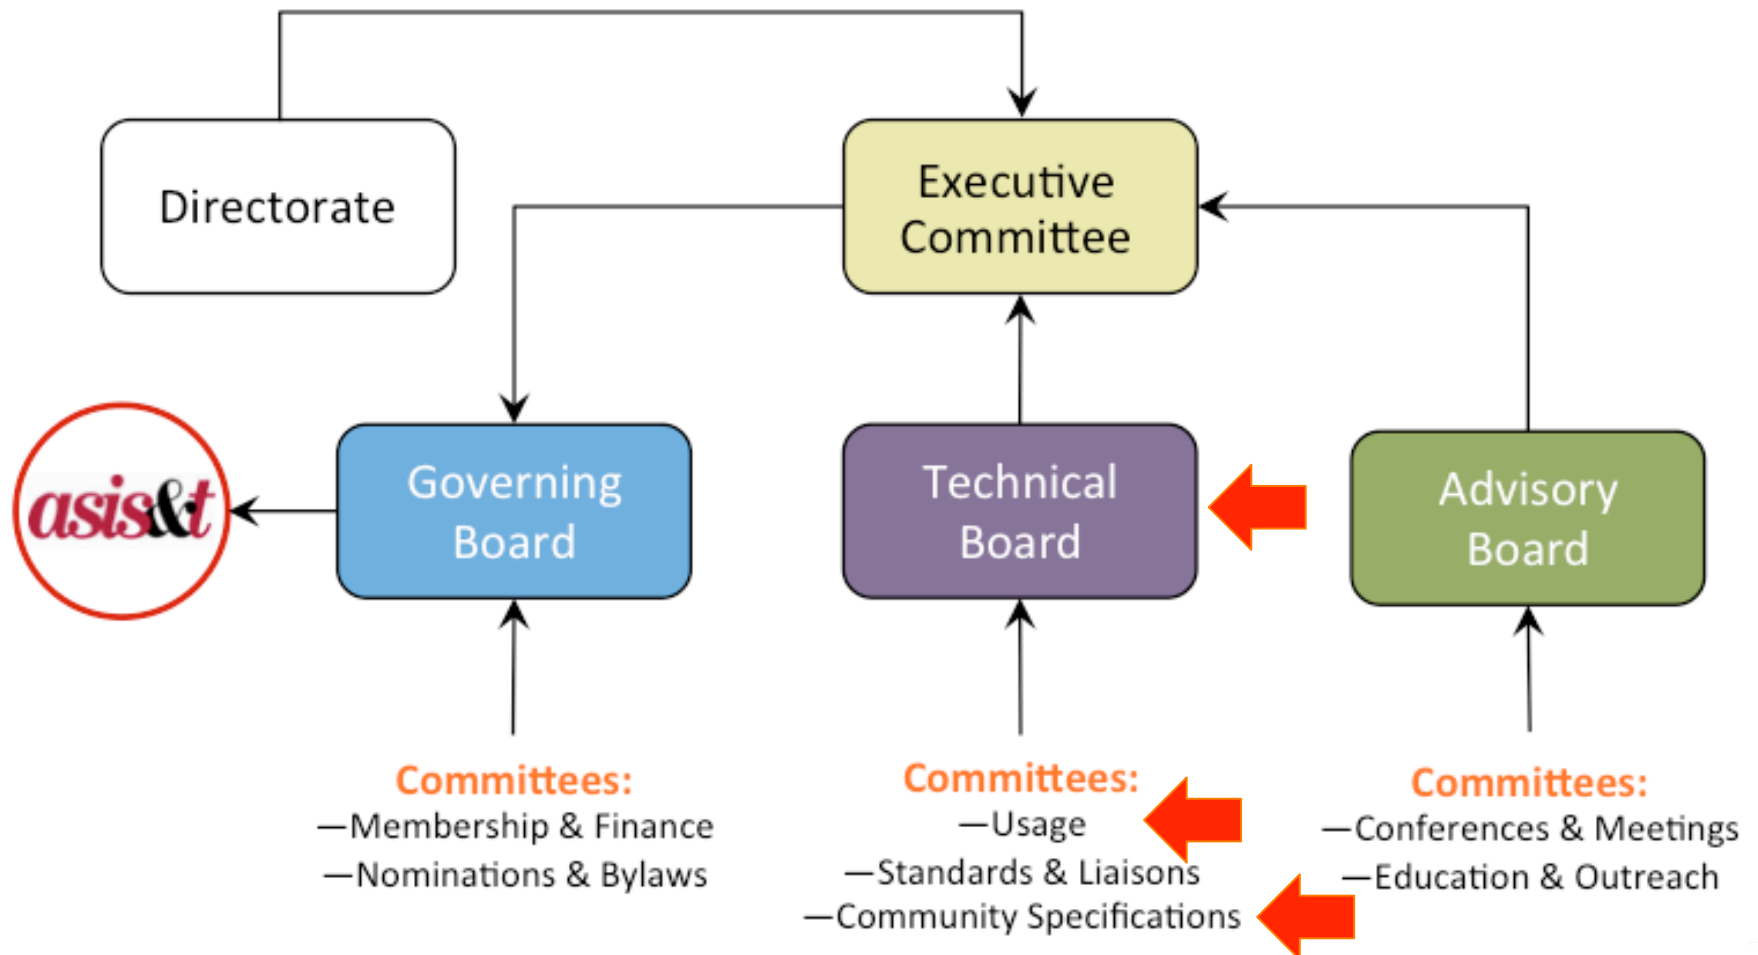 Directorate
Executive
Committee
asis&t
Governing
Board
Technical
Board
Advisory
Board
Committees:
—Membership & Finance
—Nominations & Bylaws
Committees:
—Usage
—Standards & Liaisons
—Community Specifications
Committees:
—Conferences & Meetings
—Education & Outreach